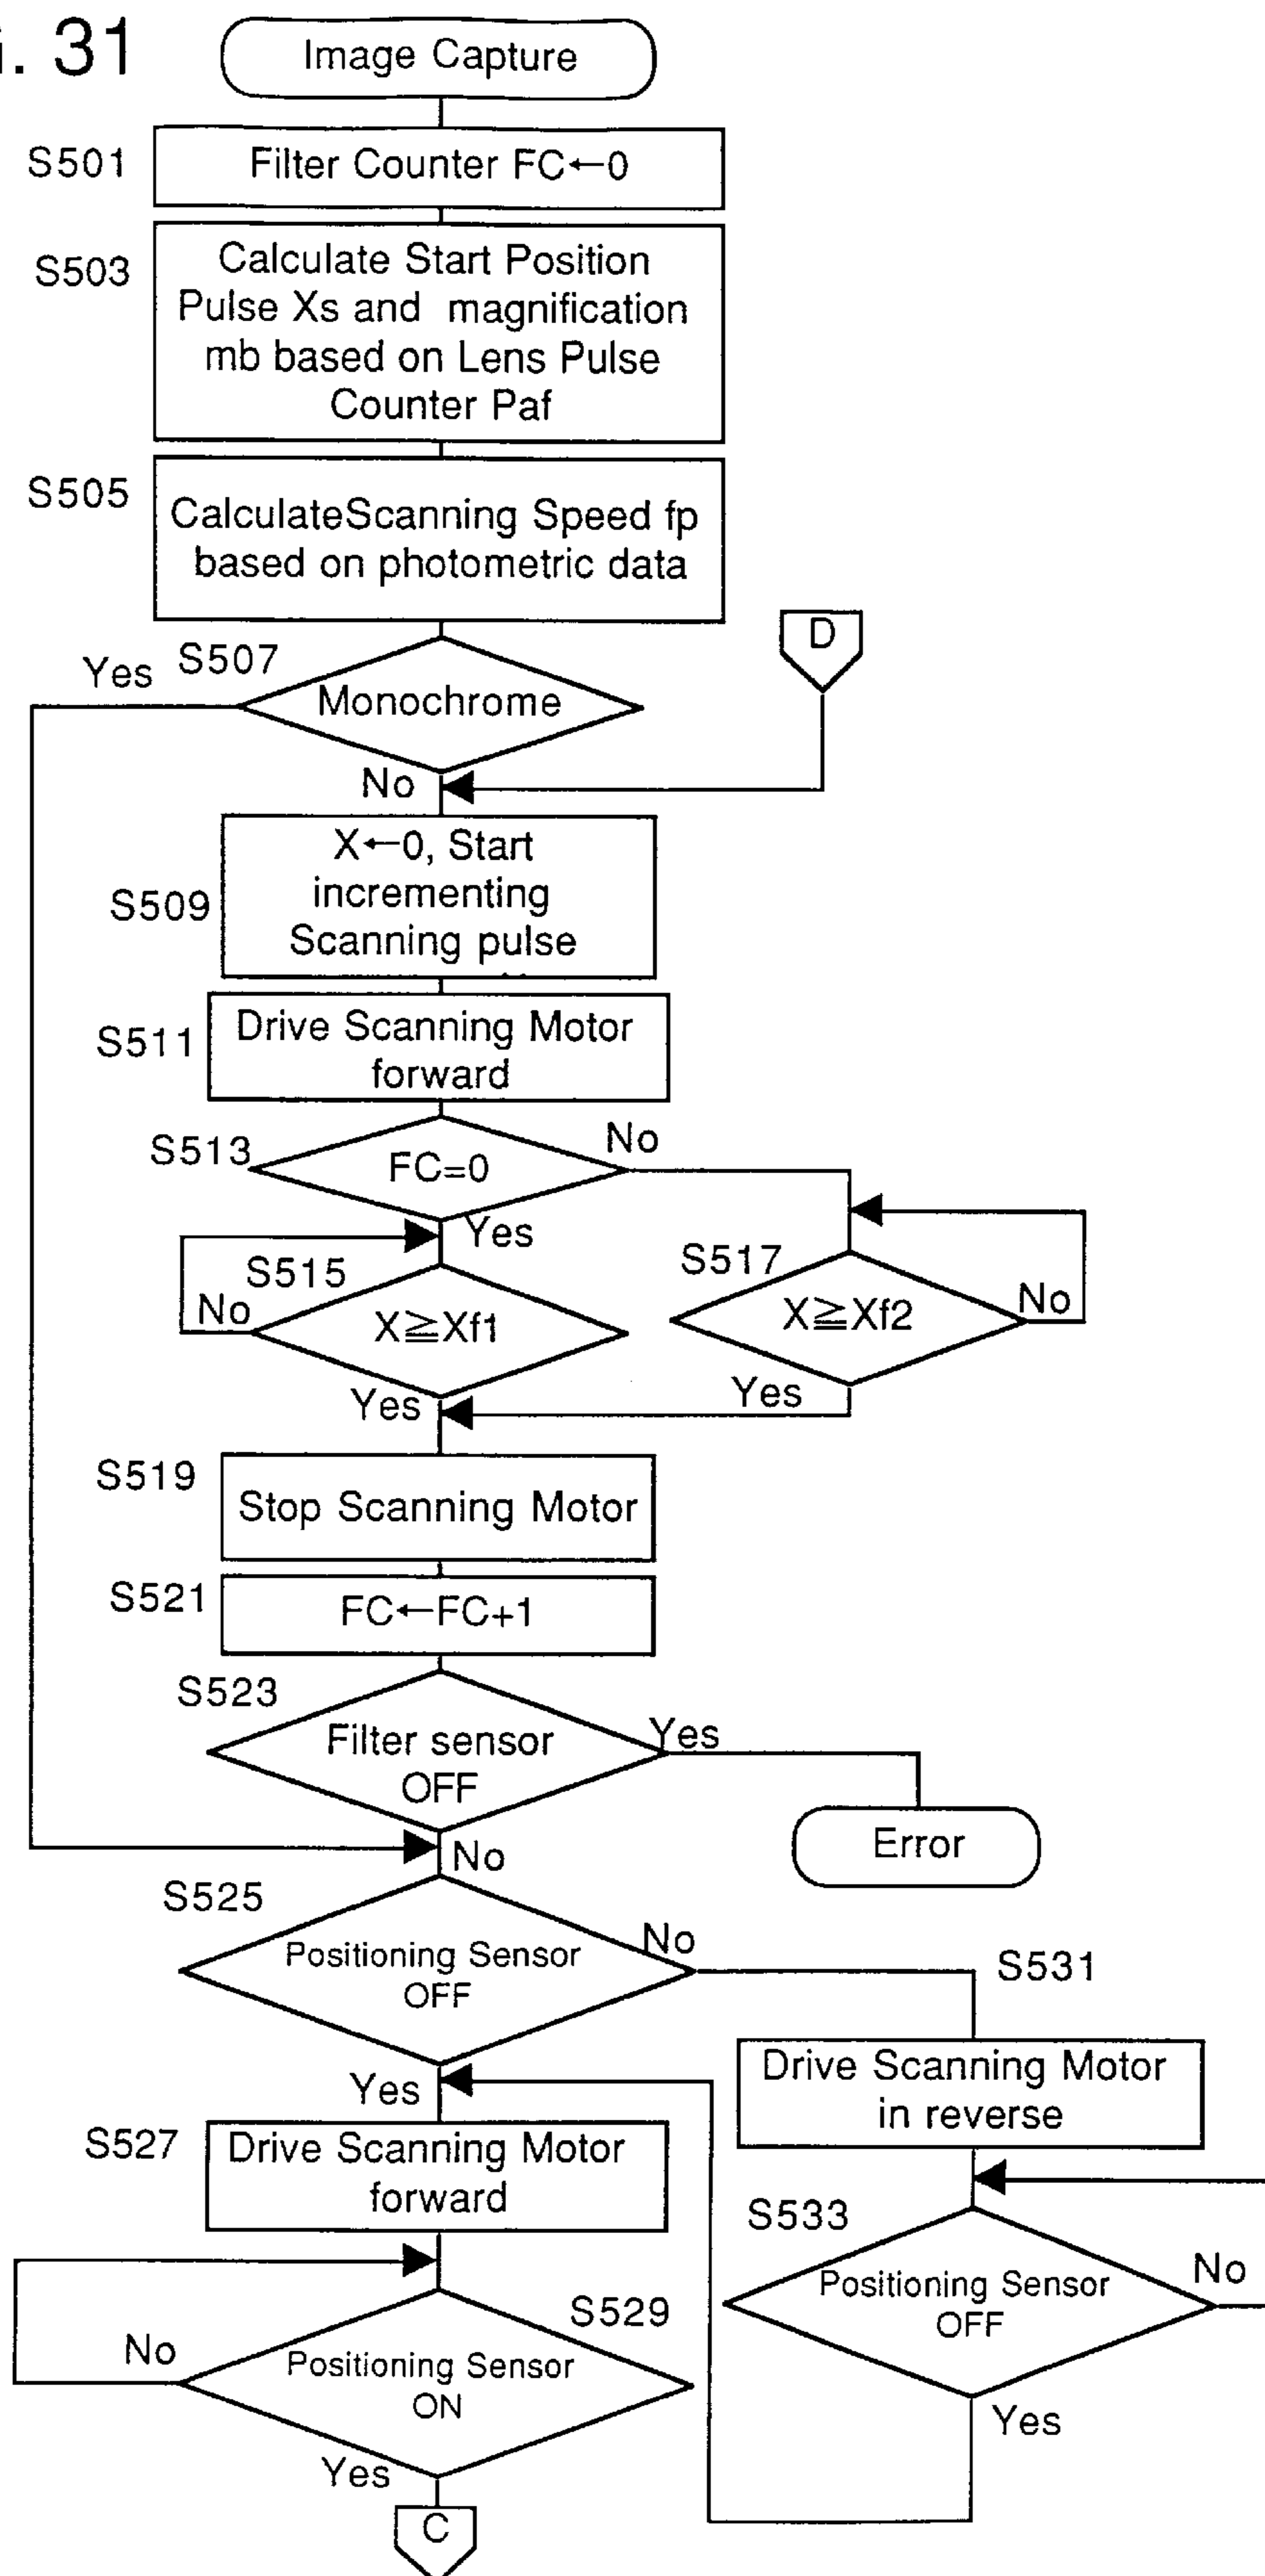 . 31
Image Capture
S501
Filter Counter FC←0
S503
Calculate Start Position
Pulse Xs and magnification
mb based on Lens Pulse
Counter Paf
S505
CalculateScanning Speed fp
based on photometric data
D
S507
Yes
Monochrome
No
X←0, Start
incrementing
Scanning pulse
S509
S511
Drive Scanning Motor
forward
S513
FC=0
No
Yes
S515
No
X≧Xf1
Yes
S517
X≧Xf2
No
Yes
S519
Stop Scanning Motor
S521
FC←FC+1
S523
Filter sensor
OFF
Yes
Error
No
S525
Positioning Sensor
OFF
No
S531
Yes
Drive Scanning Motor
in reverse
S527
Drive Scanning Motor
forward
S533
Positioning Sensor
OFF
No
Yes
S529
No
Positioning Sensor
ON
Yes
C